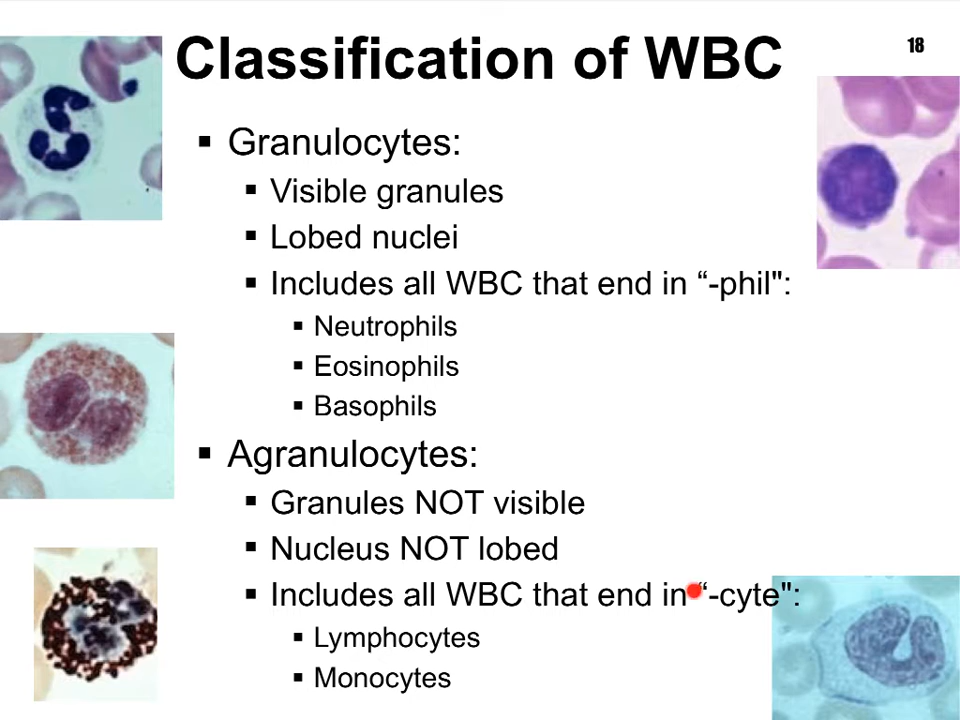 Classification of WBC
18
▪ Granulocytes:
▪ Visible granules
▪ Lobed nuclei
▪ Includes all WBC that end in “-phil":
▪ Neutrophils
▪ Eosinophils
▪ Basophils
▪ Agranulocytes:
▪ Granules NOT visible
▪ Nucleus NOT lobed
▪ Includes all WBC that end in “-cyte":
▪ Lymphocytes
▪ Monocytes